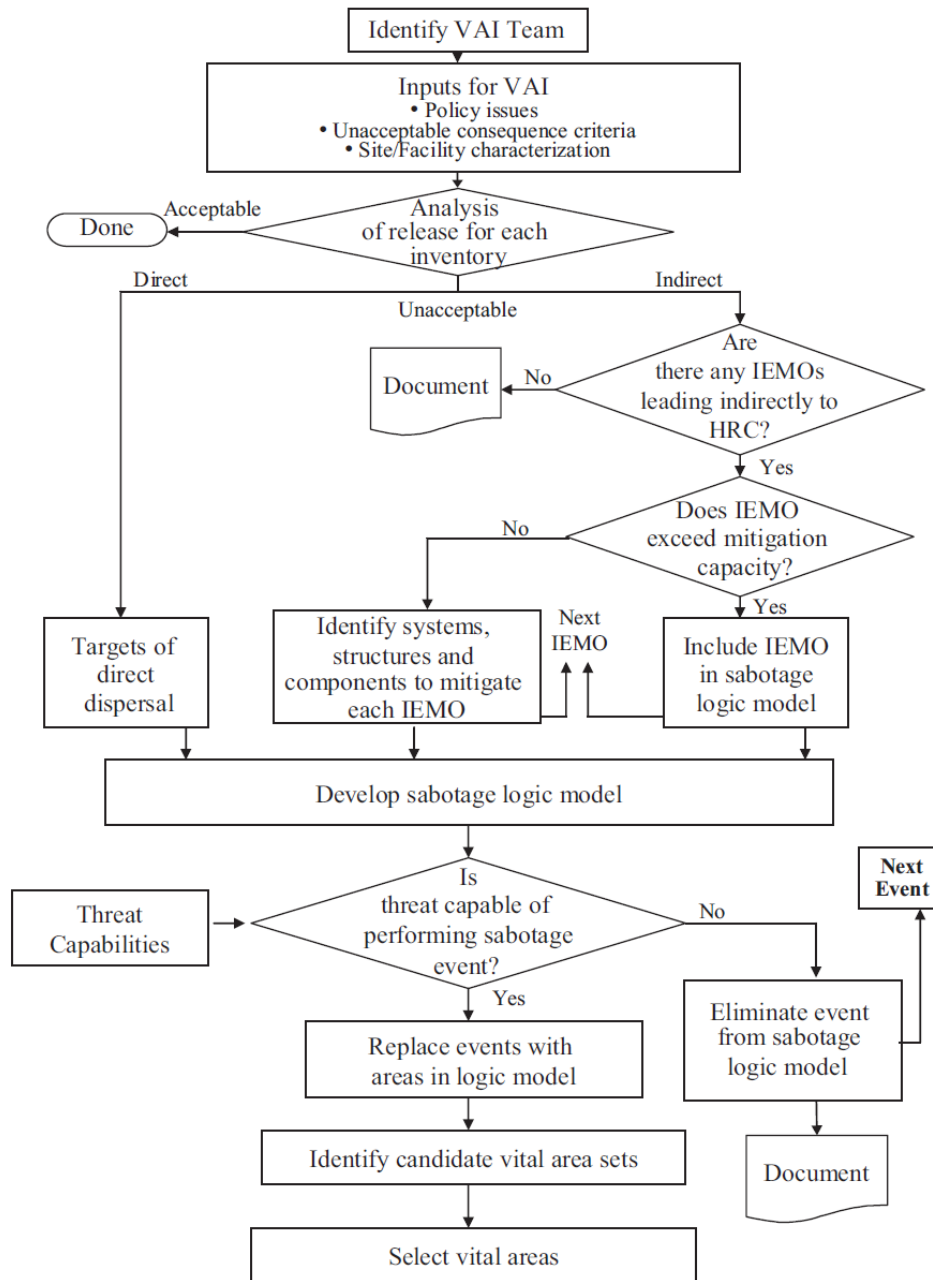 Identify VAI Team
Inputs for VAI
• Policy issues
• Unacceptable consequence criteria
• Site/Facility characterization
Acceptable
Done
Analysis
of release for each
inventory
Direct
Unacceptable
Indirect
Are
there any IEMOs
leading indirectly to
HRC?
No
Document
Yes
Does IEMO
exceed mitigation
capacity?
No
Yes
Targets of
direct
dispersal
Identify systems,
structures and
components to mitigate
each IEMO
Next
IEMO
Include IEMO
in sabotage
logic model
Develop sabotage logic model
Threat
Capabilities
Is
threat capable of
performing sabotage
event?
No
Next
Event
Yes
Eliminate event
from sabotage
logic model
Replace events with
areas in logic model
Document
Identify candidate vital area sets
Select vital areas